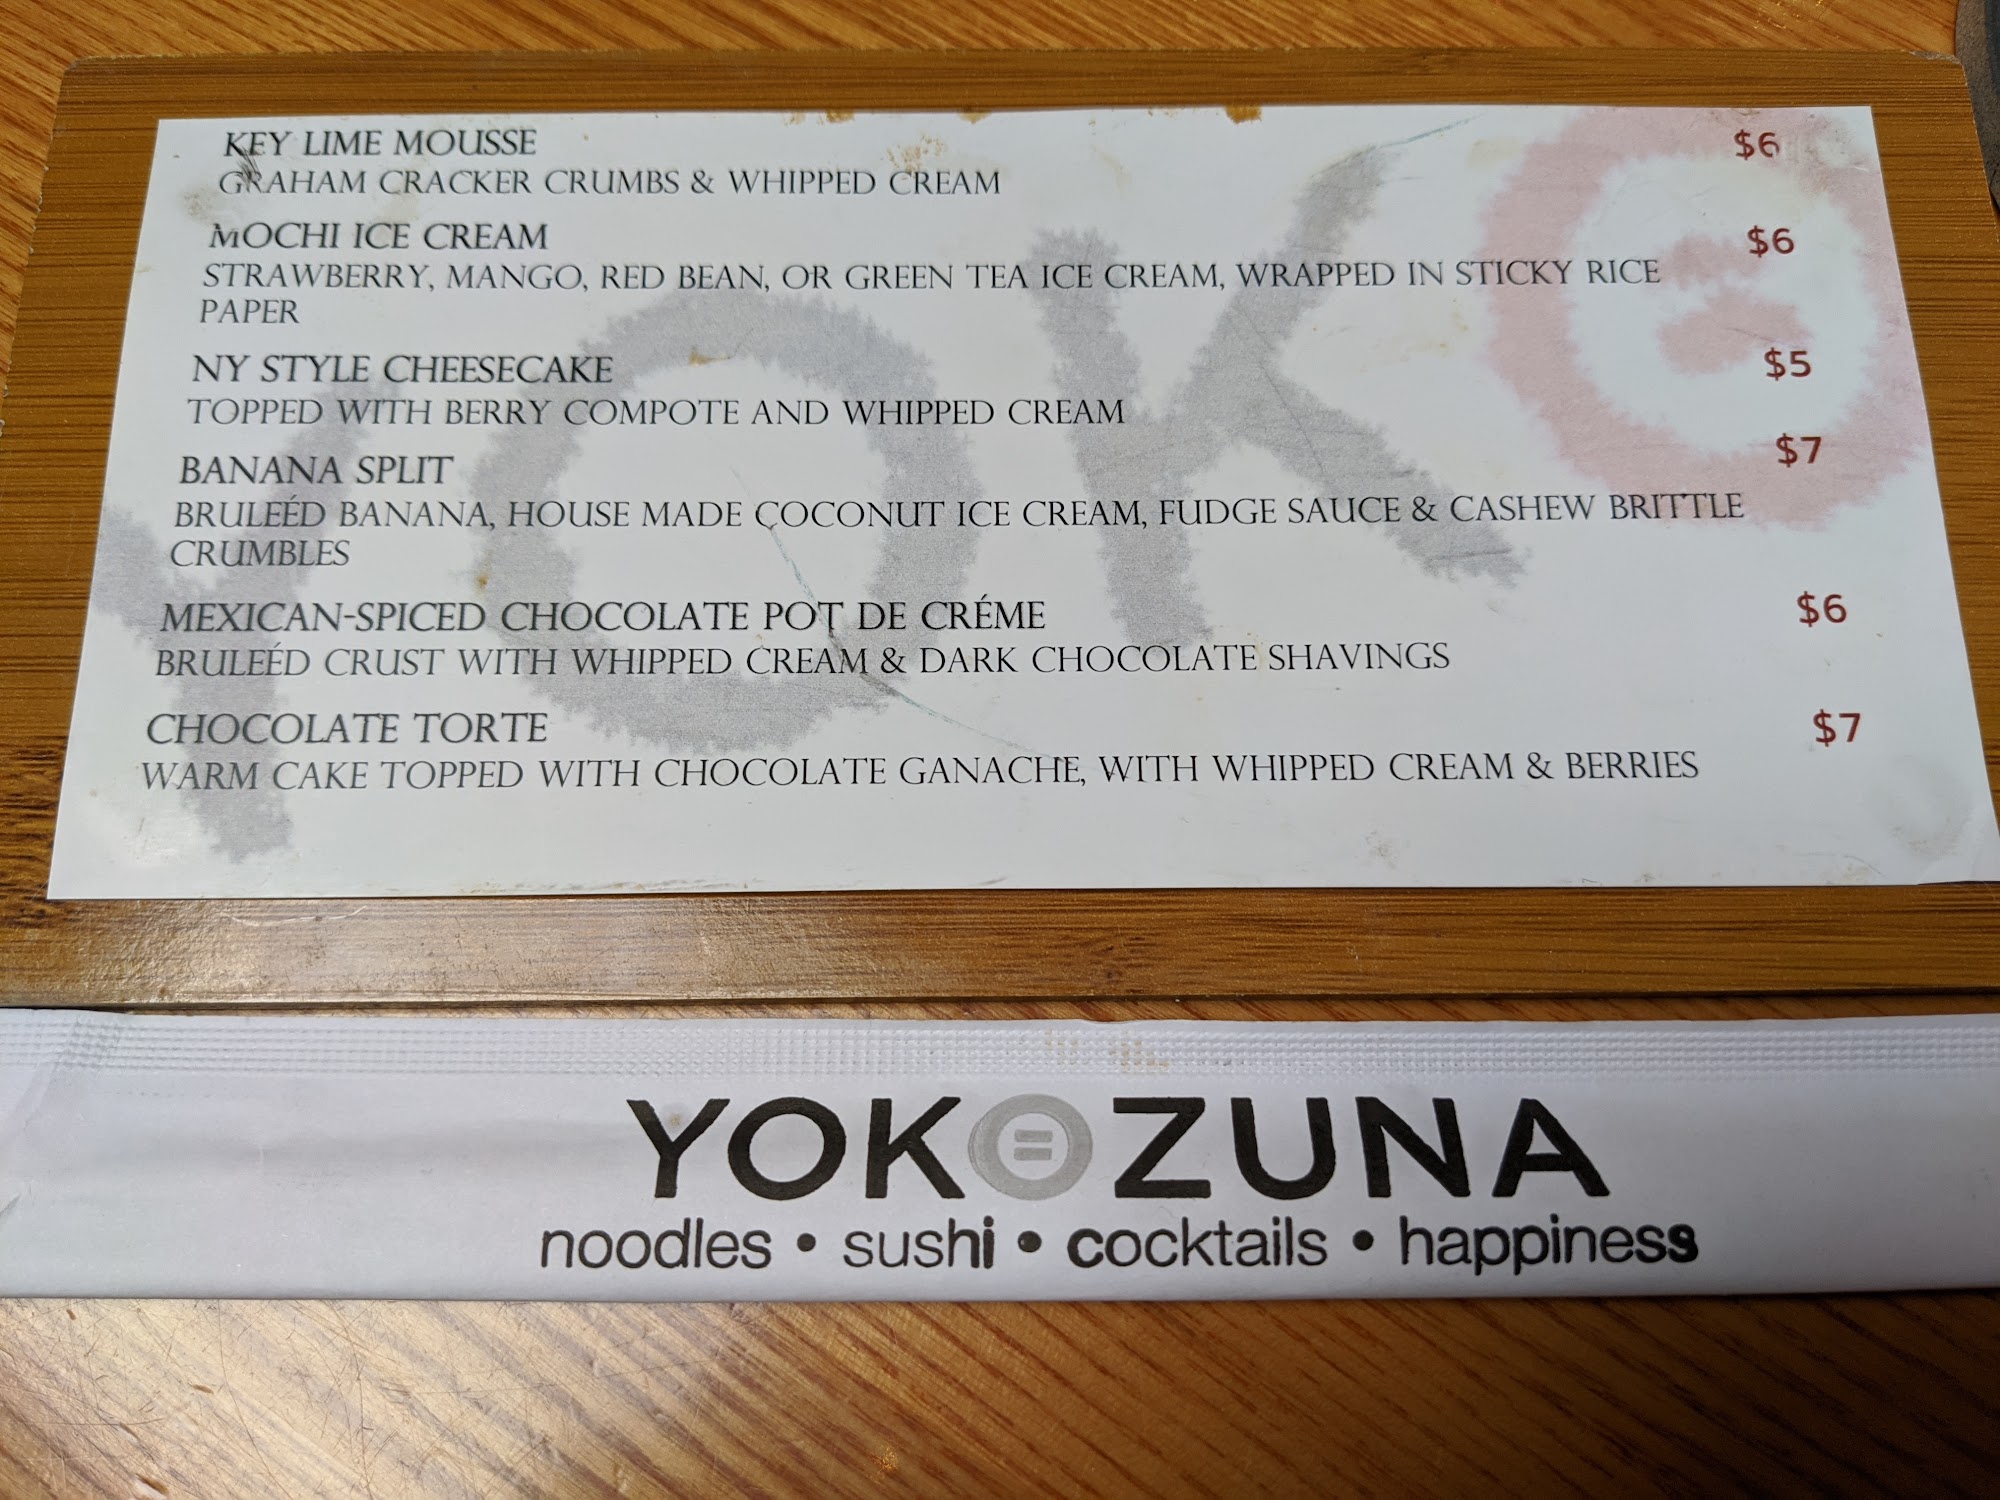 KEY LIME MOUSSE $6
GRAHAM CRACKER CRUMBS & WHIPPED CREAM
MOCHI ICE CREAM $6
STRAWBERRY, MANGO, RED BEAN, OR GREEN TEA ICE CREAM, WRAPPED IN STICKY RICE
PAPER
NY STYLE CHEESECAKE $5
TOPPED WITH BERRY COMPOTE AND WHIPPED CREAM
BANANA SPLIT $7
BRULEÉD BANANA, HOUSE MADE COCONUT ICE CREAM, FUDGE SAUCE & CASHEW BRITTLE
CRUMBLES
MEXICAN-SPICED CHOCOLATE POT DE CRÉME $6
BRULEÉD CRUST WITH WHIPPED CREAM & DARK CHOCOLATE SHAVINGS
CHOCOLATE TORTE $7
WARM CAKE TOPPED WITH CHOCOLATE GANACHE, WITH WHIPPED CREAM & BERRIES
YOKO
YOKOZUNA
noodles • sushi • cocktails • happiness